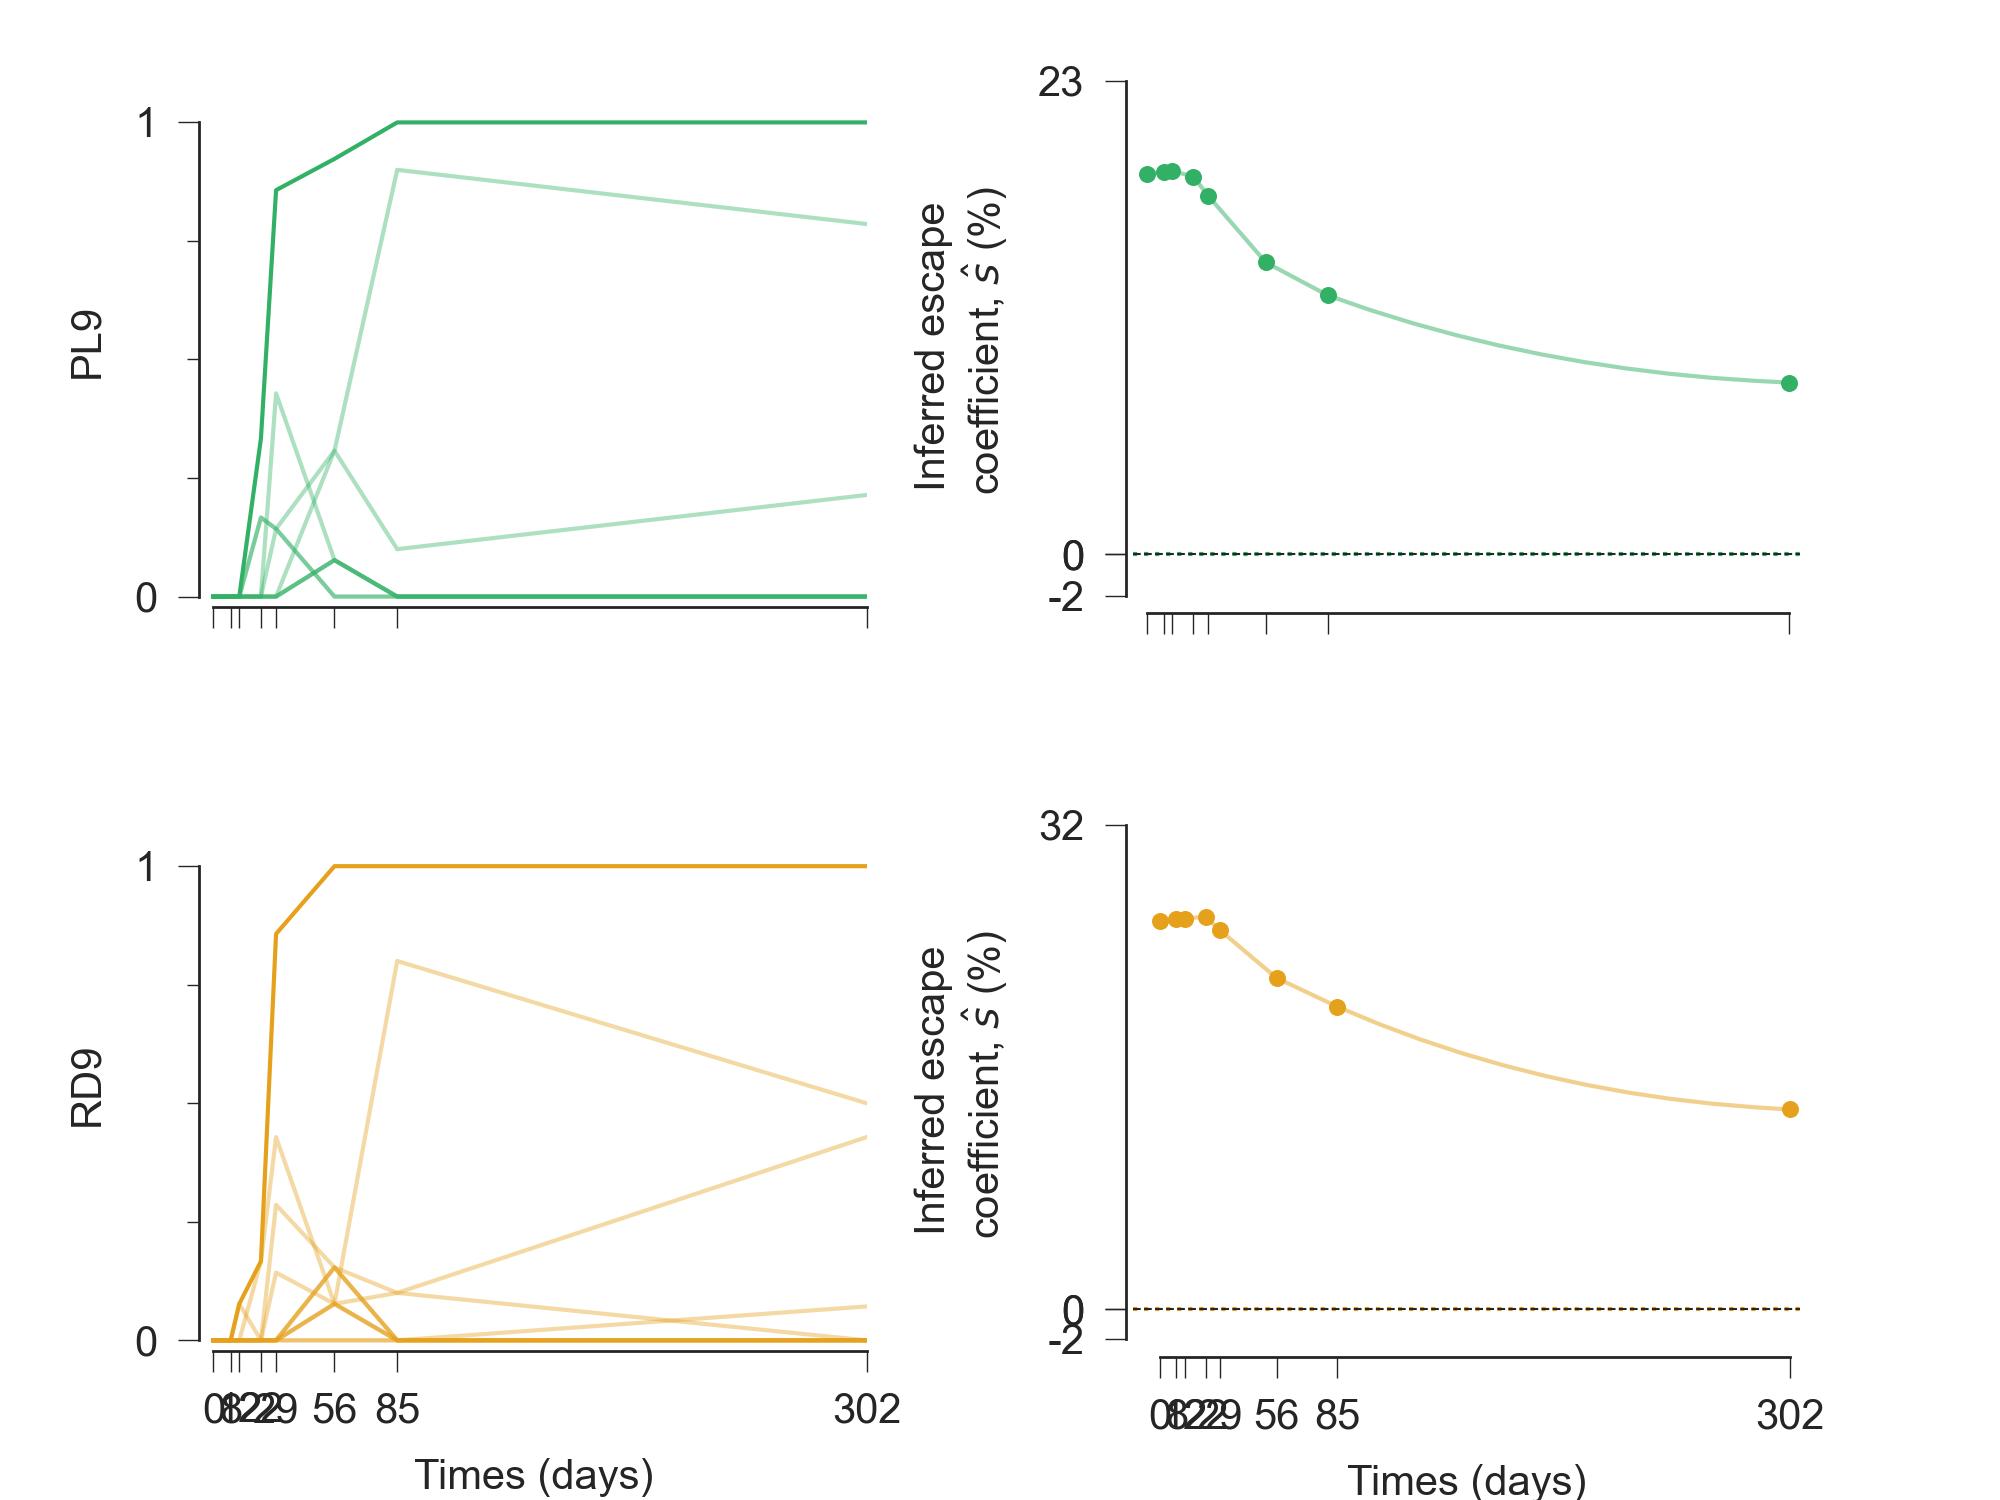 1
0
PL9
23
0
-2
Inferred escape
coefficient, ŝ (%)
1
0
RD9
56 85 302
Times (days)
32
0
-2
Inferred escape
coefficient, ŝ (%)
56 85 302
Times (days)